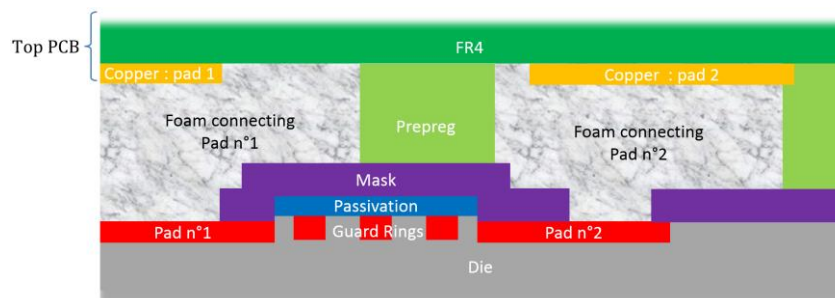 FR4
Top PCB
Copper : pad 1
Copper : pad 2
Foam connecting
Pad n°1
Prepreg
Foam connecting
Pad n°2
Mask
Passivation
Guard Rings
Pad n°1
Pad n°2
Die